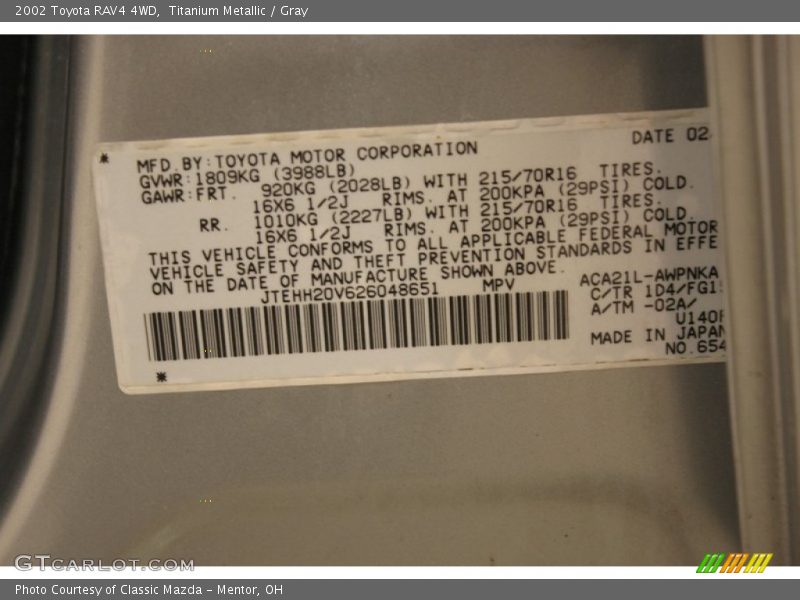 2002 Toyota RAV4 4WD, Titanium Metallic / Gray
DATE 02
MFD BY:TOYOTA MOTOR CORPORATION
GVWR:1809KG (3988LB)
GAWR:FRT. 920KG (2028LB) WITH 215/70R16 TIRES.
16X6 1/2J RIMS. AT 200KPA (29PSI) COLD.
RR. 1010KG (2227LB) WITH 215/70R16 TIRES.
16X6 1/2J RIMS. AT 200KPA (29PSI) COLD.
THIS VEHICLE CONFORMS TO ALL APPLICABLE FEDERAL MOTOR
VEHICLE SAFETY AND THEFT PREVENTION STANDARDS IN EFFE
ON THE DATE OF MANUFACTURE SHOWN ABOVE.
JTEHH20V626048651 MPV
ACA21L-AWPNKA
C/TR 1D4/FG1
A/TM -02A/
U140F
MADE IN JAPAN
NO.654
GTCARLOT.COM
Photo Courtesy of Classic Mazda - Mentor, OH